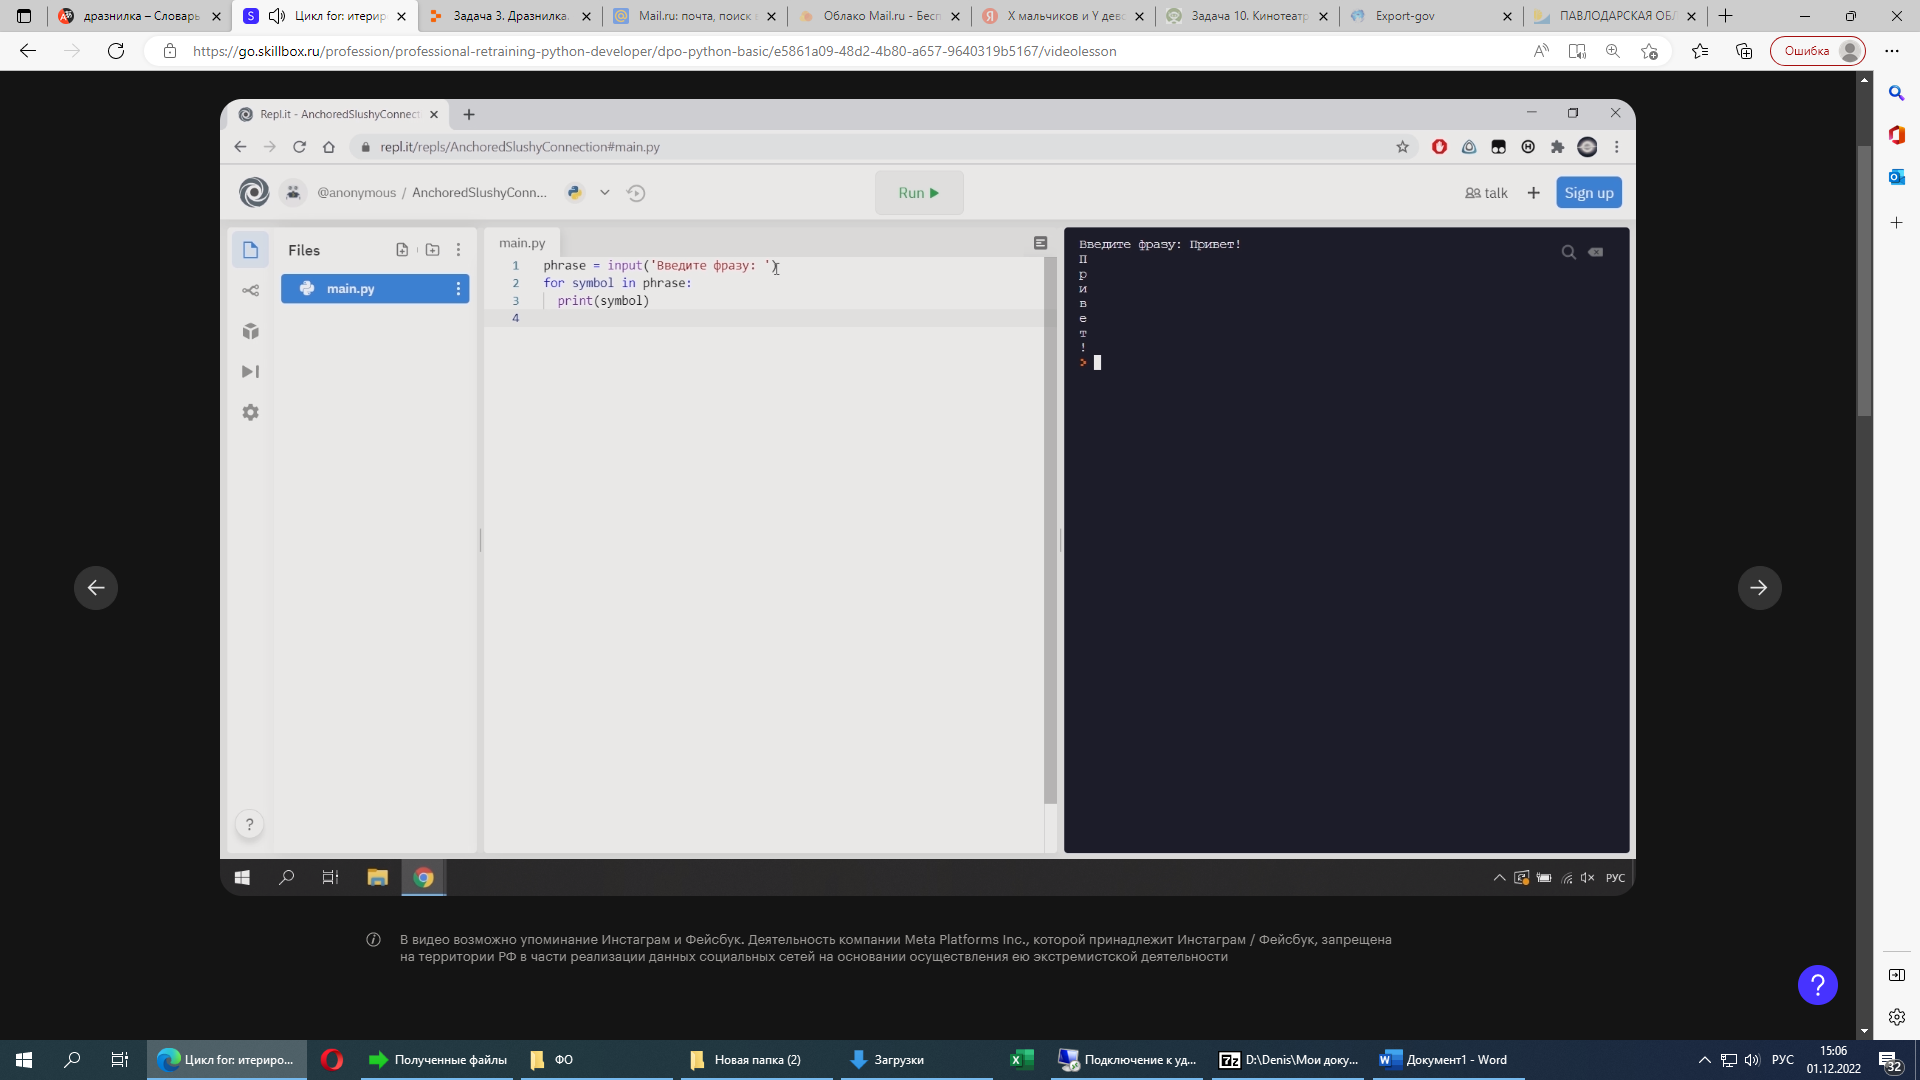 дразнилка – Словарь
Цикл for: итерир
Задача 3. Дразнилка.
Mail.ru: почта, поиск
Облако Mail.ru - Бесп
X мальчиков и Y дево
Задача 10. Кинотеатр
Export-gov
ПАВЛОДАРСКАЯ ОБЛ
https://go.skillbox.ru/profession/professional-retraining-python-developer/dpo-python-basic/e5861a09-48d2-4b80-a657-9640319b5167/videolesson
Ошибка
Repl.it - AnchoredSlushyConnect
repl.it/repls/AnchoredSlushyConnection#main.py
@anonymous / AnchoredSlushyConn...
Run
talk
Sign up
Files
main.py
main.py
1 phrase = input('Введите фразу: ')
2 for symbol in phrase:
3 print(symbol)
4
Введите фразу: Привет!
П
р
и
в
е
т
!
>
?
РУС
В видео возможно упоминание Инстаграм и Фейсбук. Деятельность компании Meta Platforms Inc., которой принадлежит Инстаграм / Фейсбук, запрещена
на территории РФ в части реализации данных социальных сетей на основании осуществления ею экстремистской деятельности
?
Цикл for: итериро...
Полученные файлы
ФО
Новая папка (2)
Загрузки
Подключение к уд...
D:\Denis\Мои доку...
Документ1 - Word
РУС
15:06
01.12.2022
32